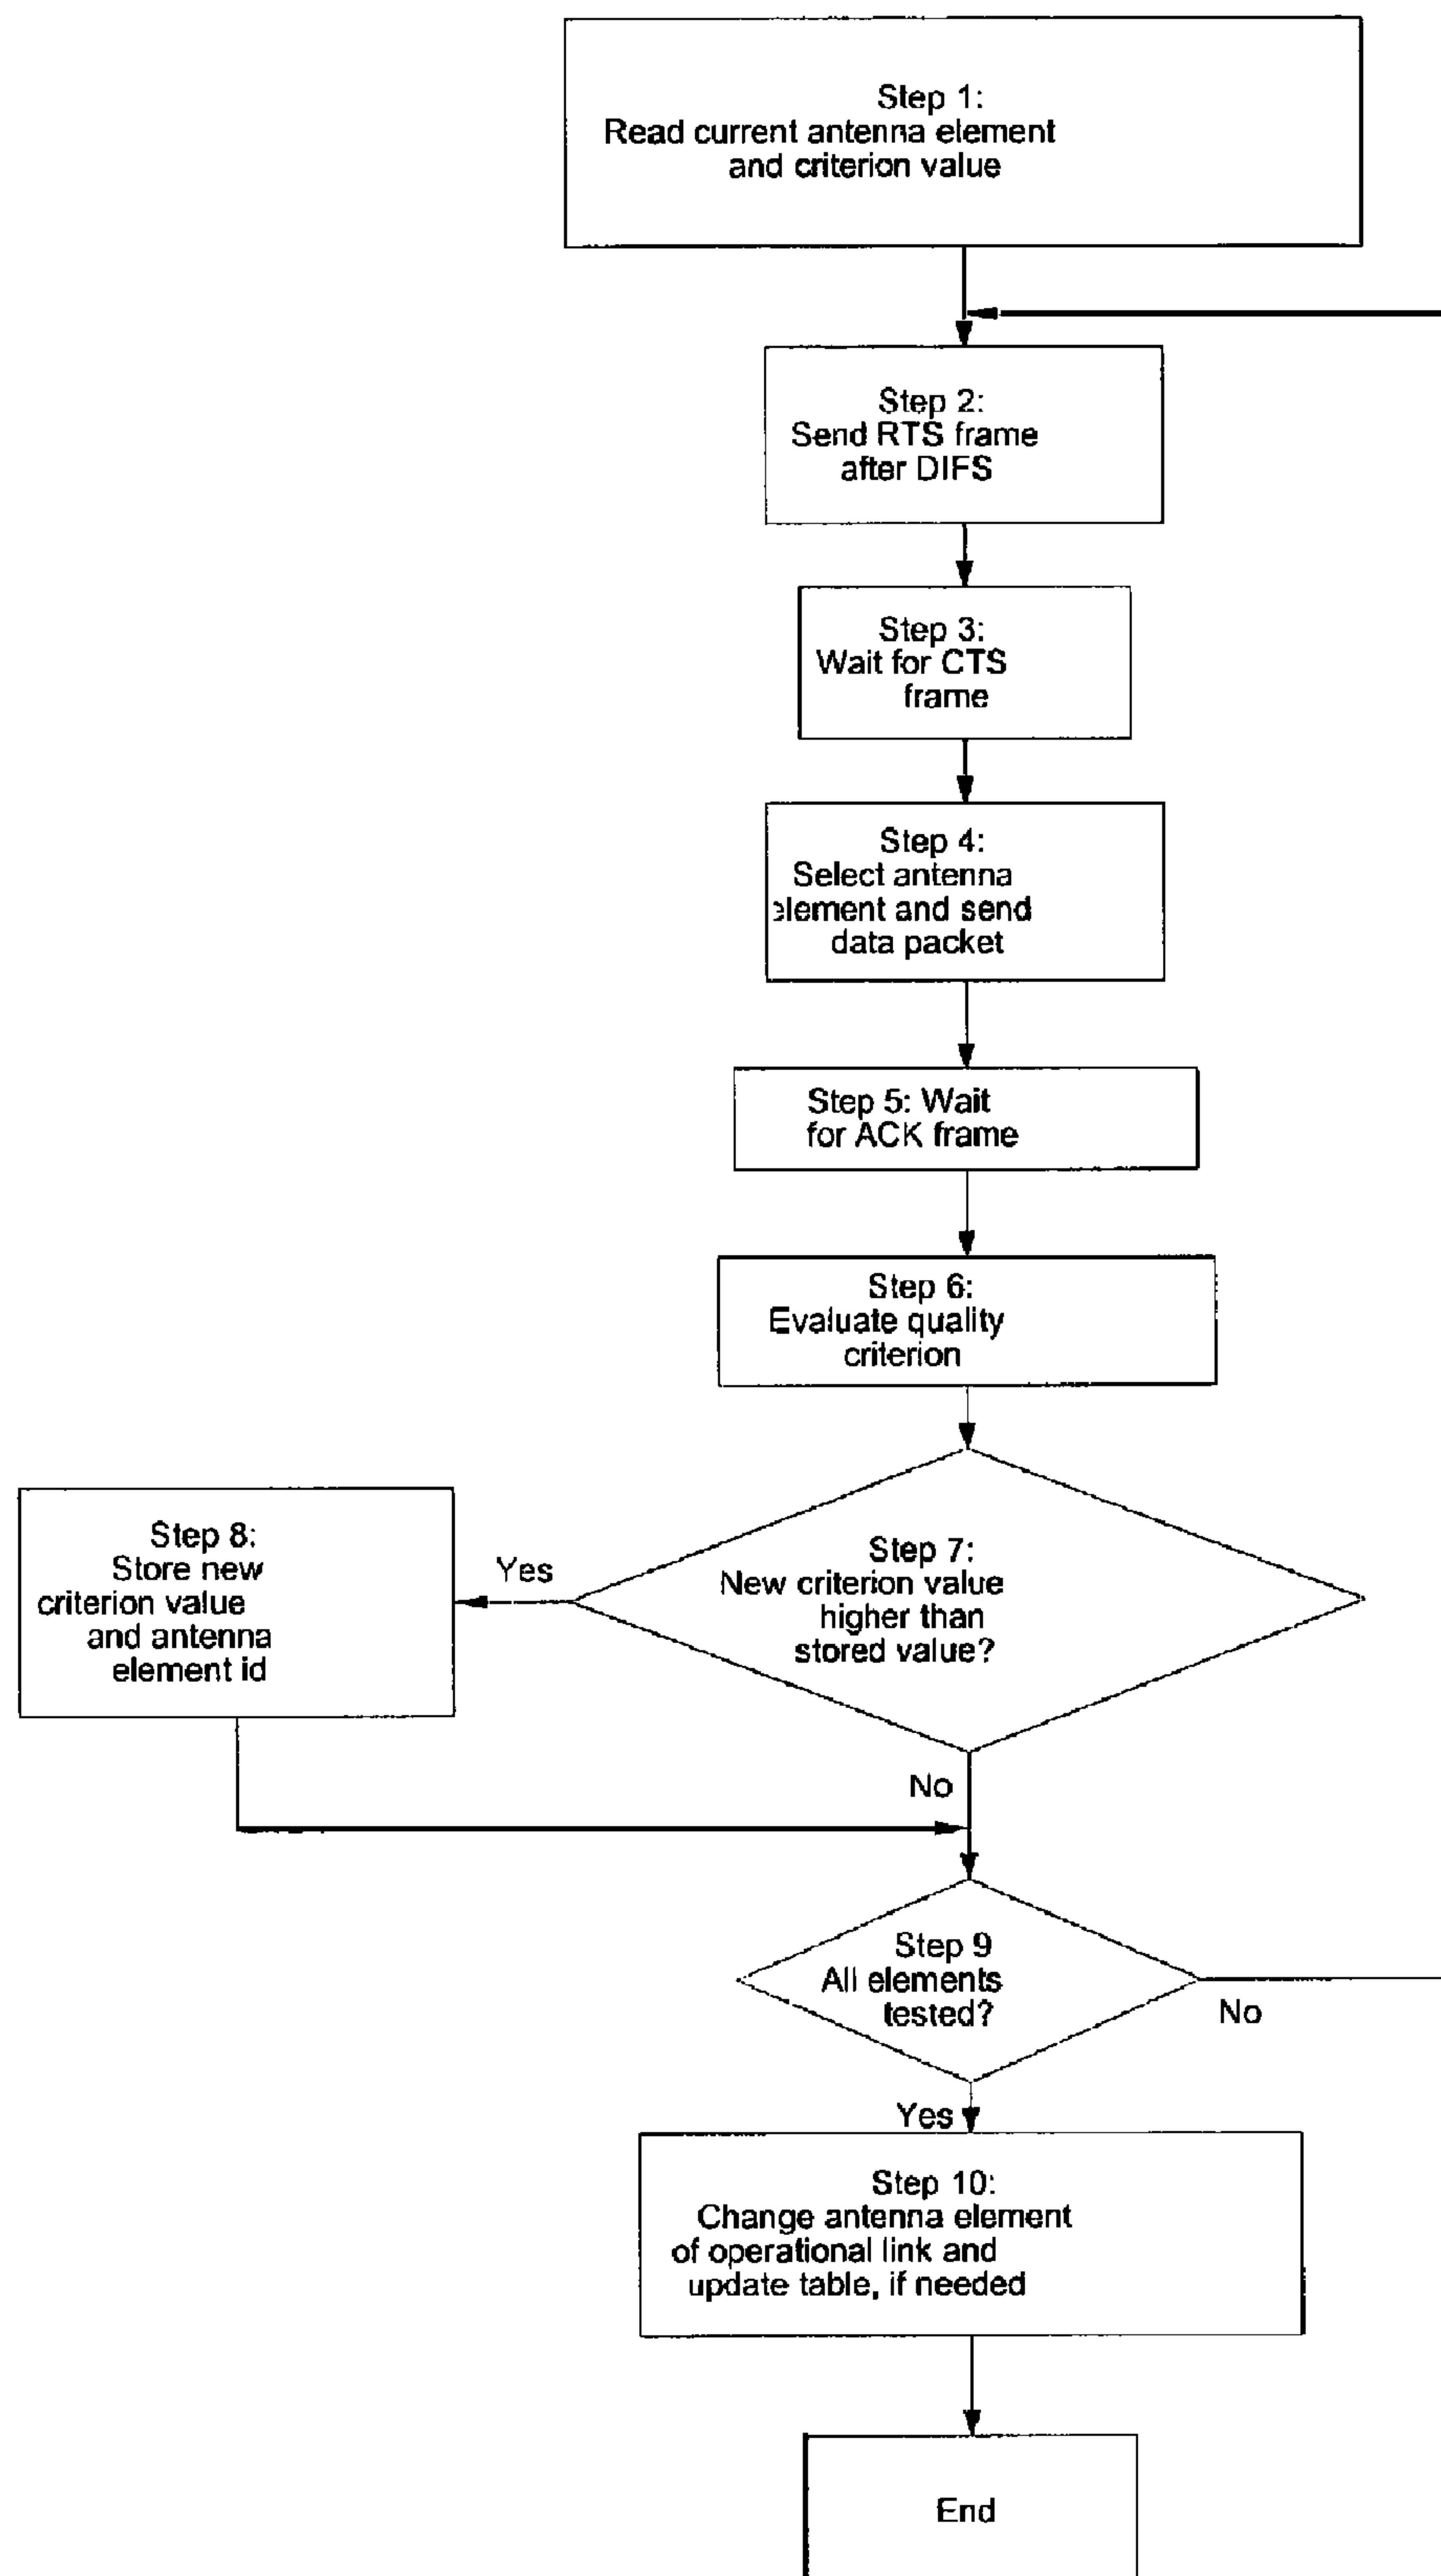 Step 1:
Read current antenna element
and criterion value
Step 2:
Send RTS frame
after DIFS
Step 3:
Wait for CTS
frame
Step 4:
Select antenna
element and send
data packet
Step 5: Wait
for ACK frame
Step 6:
Evaluate quality
criterion
Step 7:
New criterion value
higher than
stored value?
Yes
Step 8:
Store new
criterion value
and antenna
element id
No
Step 9
All elements
tested?
No
Yes
Step 10:
Change antenna element
of operational link and
update table, if needed
End